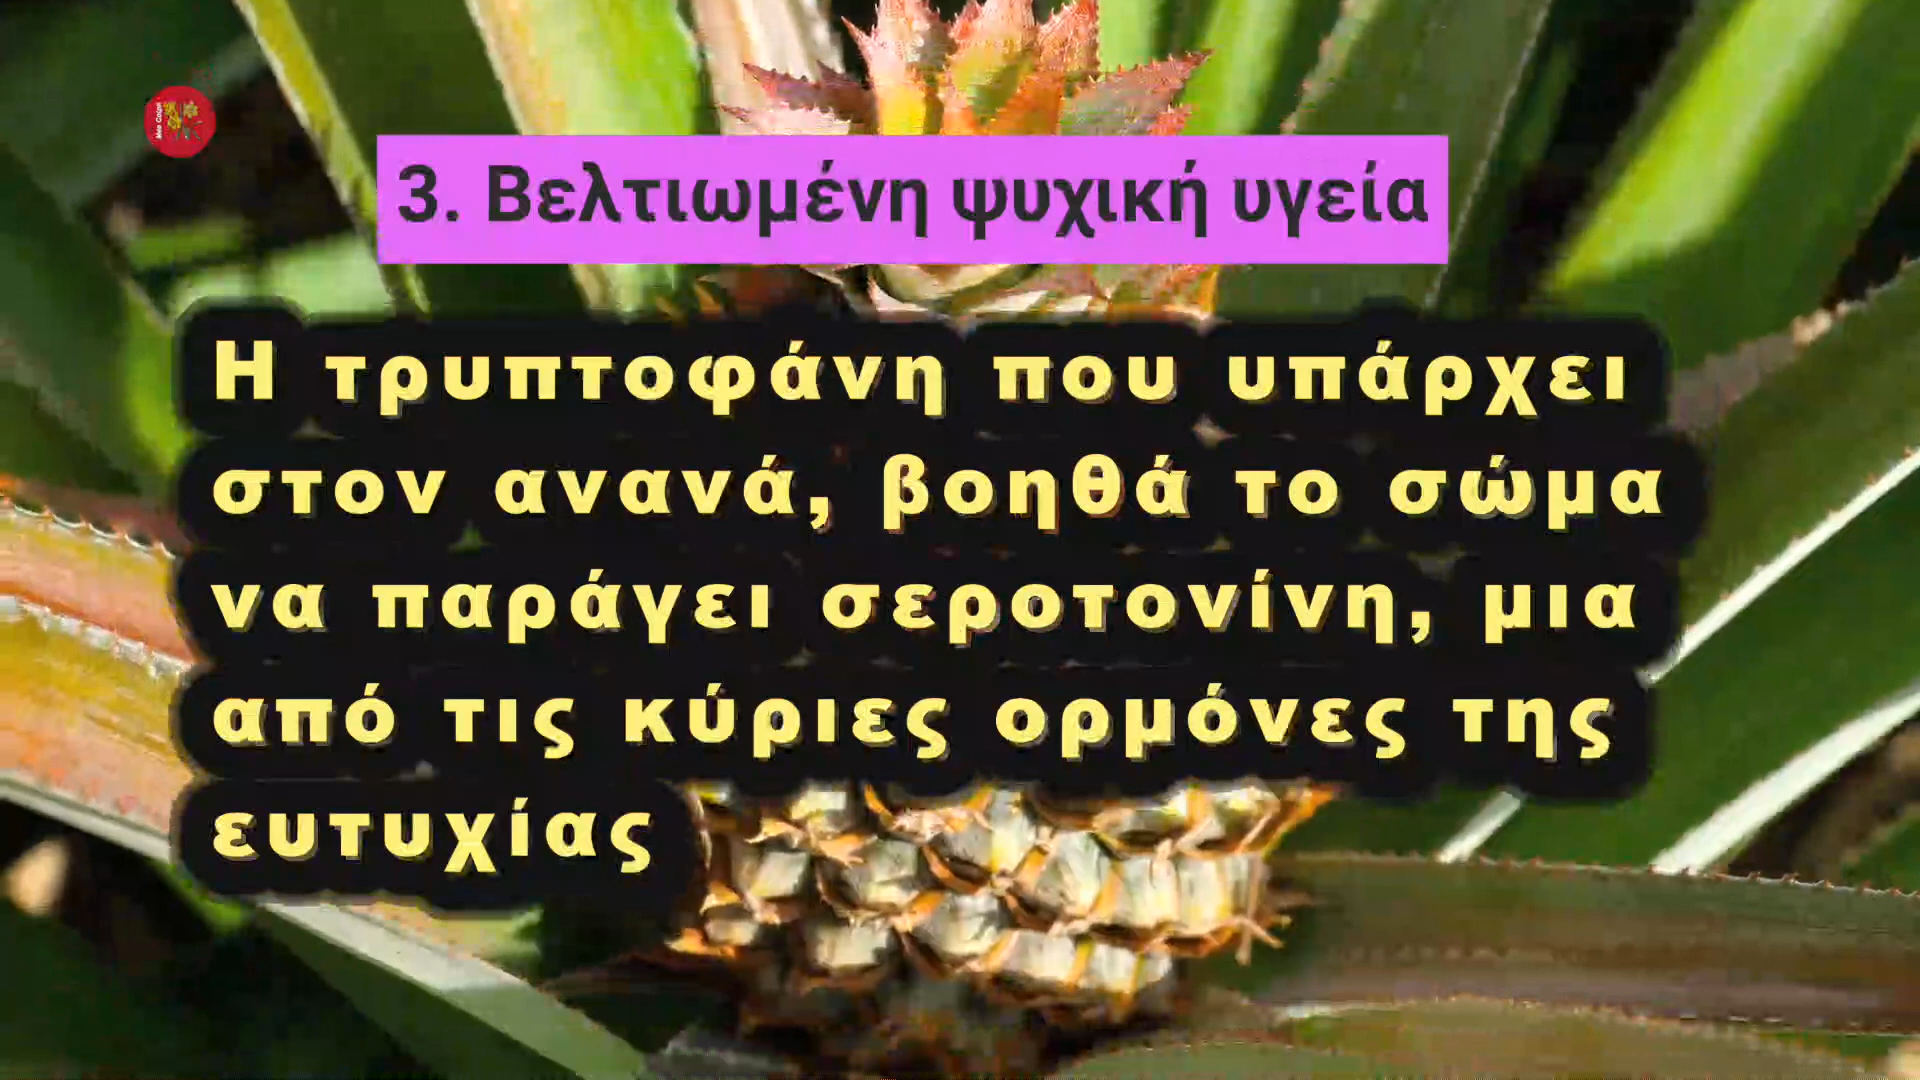 3. Βελτιωμένη ψυχική υγεία
Η τρυπτοφάνη που υπάρχει
στον ανανά, βοηθά το σώμα
να παράγει σεροτονίνη, μια
από τις κύριες ορμόνες της
ευτυχίας